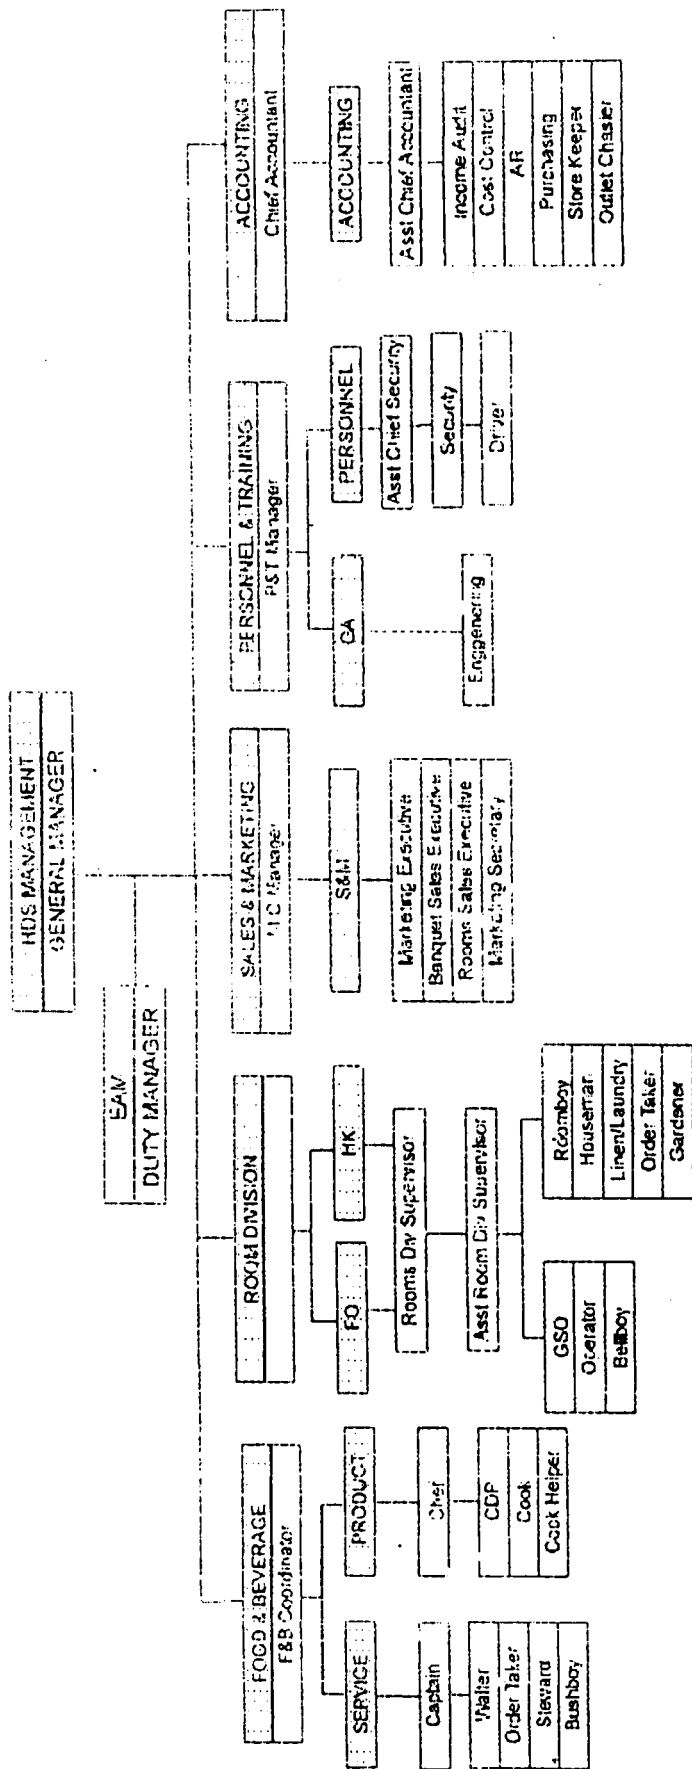 HDS MANAGEMENT
GENERAL MANAGER
EAM
DUTY MANAGER
FOOD & BEVERAGE
F&B Coordinator
SERVICE
Captain
Waiter
Order Taker
Steward
Bushboy
PRODUCT
Chef
CDP
Cook
Cook Helper
ROOM DIVISION
FO
HK
Rooms Div Supervisor
Asst Room Div Supervisor
GSO
Operator
Bellboy
Roomboy
Houseman
Linen/Laundry
Order Taker
Gardener
SALES & MARKETING
Manager
S&M
Marketing Executive
Banquet Sales Executive
Rooms Sales Executive
Marketing Secretary
PERSONNEL & TRAINING
P&T Manager
GA
Enggenering
PERSONNEL
Asst Chief Security
Security
Driver
ACCOUNTING
Chief Accountant
ACCOUNTING
Asst Chief Accountant
Income Audit
Cost Control
AR
Purchasing
Store Keeper
Outlet Chasier